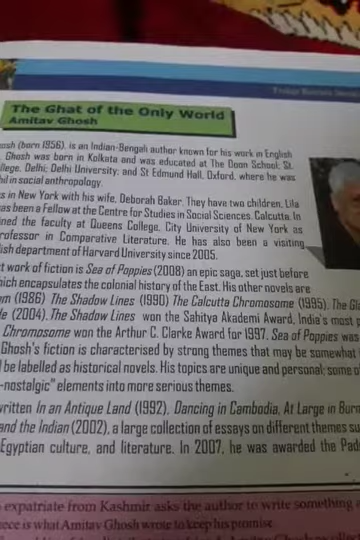 The Ghat of the Only World
Amitav Ghosh
osh (born 1956), is an Indian-Bengali author known for his work in English
. Ghosh was born in Kolkata and was educated at The Doon School; St.
llege, Delhi; Delhi University; and St Edmund Hall, Oxford, where he was
hil in social anthropology.
s in New York with his wife, Deborah Baker. They have two children, Lila
as been a Fellow at the Centre for Studies in Social Sciences, Calcutta. In
ined the faculty at Queens College, City University of New York as
rofessor in Comparative Literature. He has also been a visiting
lish department of Harvard University since 2005.
t work of fiction is Sea of Poppies (2008) an epic saga, set just before
hich encapsulates the colonial history of the East. His other novels are
(1986) The Shadow Lines (1990) The Calcutta Chromosome (1995), The Gl
e (2004). The Shadow Lines won the Sahitya Akademi Award, India's most p
Chromosome won the Arthur C. Clarke Award for 1997. Sea of Poppies was
Ghosh's fiction is characterised by strong themes that may be somewhat
l be labelled as historical novels. His topics are unique and personal; some of
-nostalgic" elements into more serious themes.
written In an Antique Land (1992), Dancing in Cambodia, At Large in Burm
and the Indian (2002), a large collection of essays on different themes su
Egyptian culture, and literature. In 2007, he was awarded the Pad
expatriate from Kashmir asks the author to write something
iece is what Amitav Ghosh wrote to keep his promise.